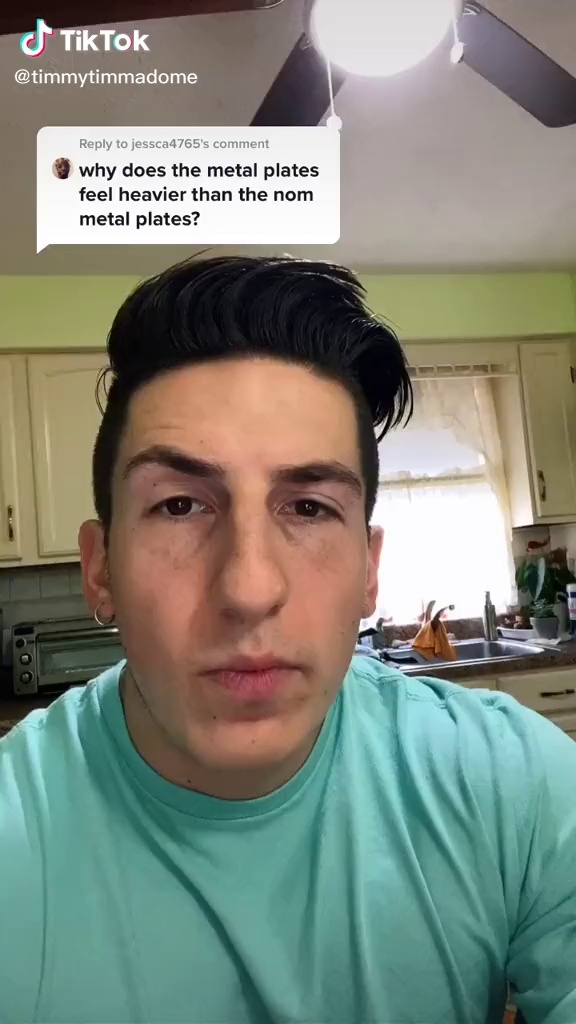 TikTok
@timmytimmadome
Reply to jessca4765's comment
why does the metal plates
feel heavier than the nom
metal plates?